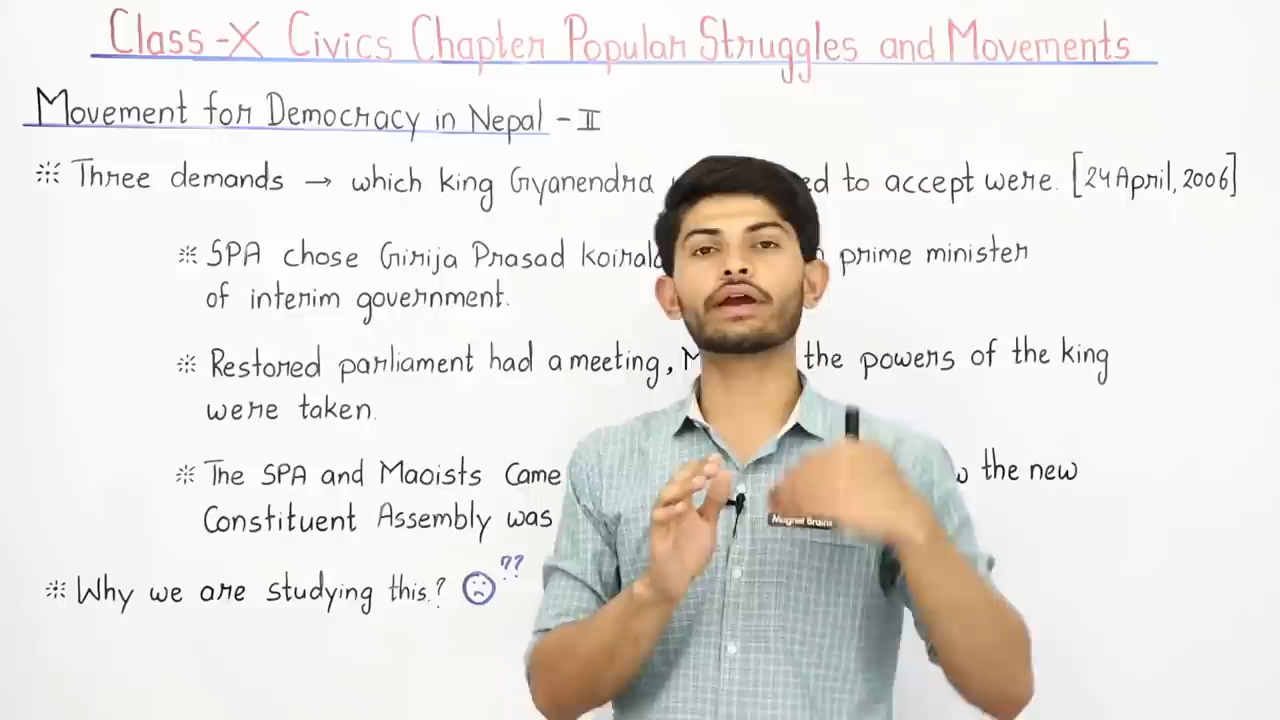 Class-X Civics Chapter Popular Struggles and Movements
Movement for Democracy in Nepal - II
Three demands → which king Gyanendra to accept were. [24 April, 2006]
SPA chose Girija Prasad Koirala prime minister
of interim government.
Restored parliament had a meeting, the powers of the king
were taken.
The SPA and Maoists Came the new
Constituent Assembly was
Why we are studying this.? ??
Magnet Brains